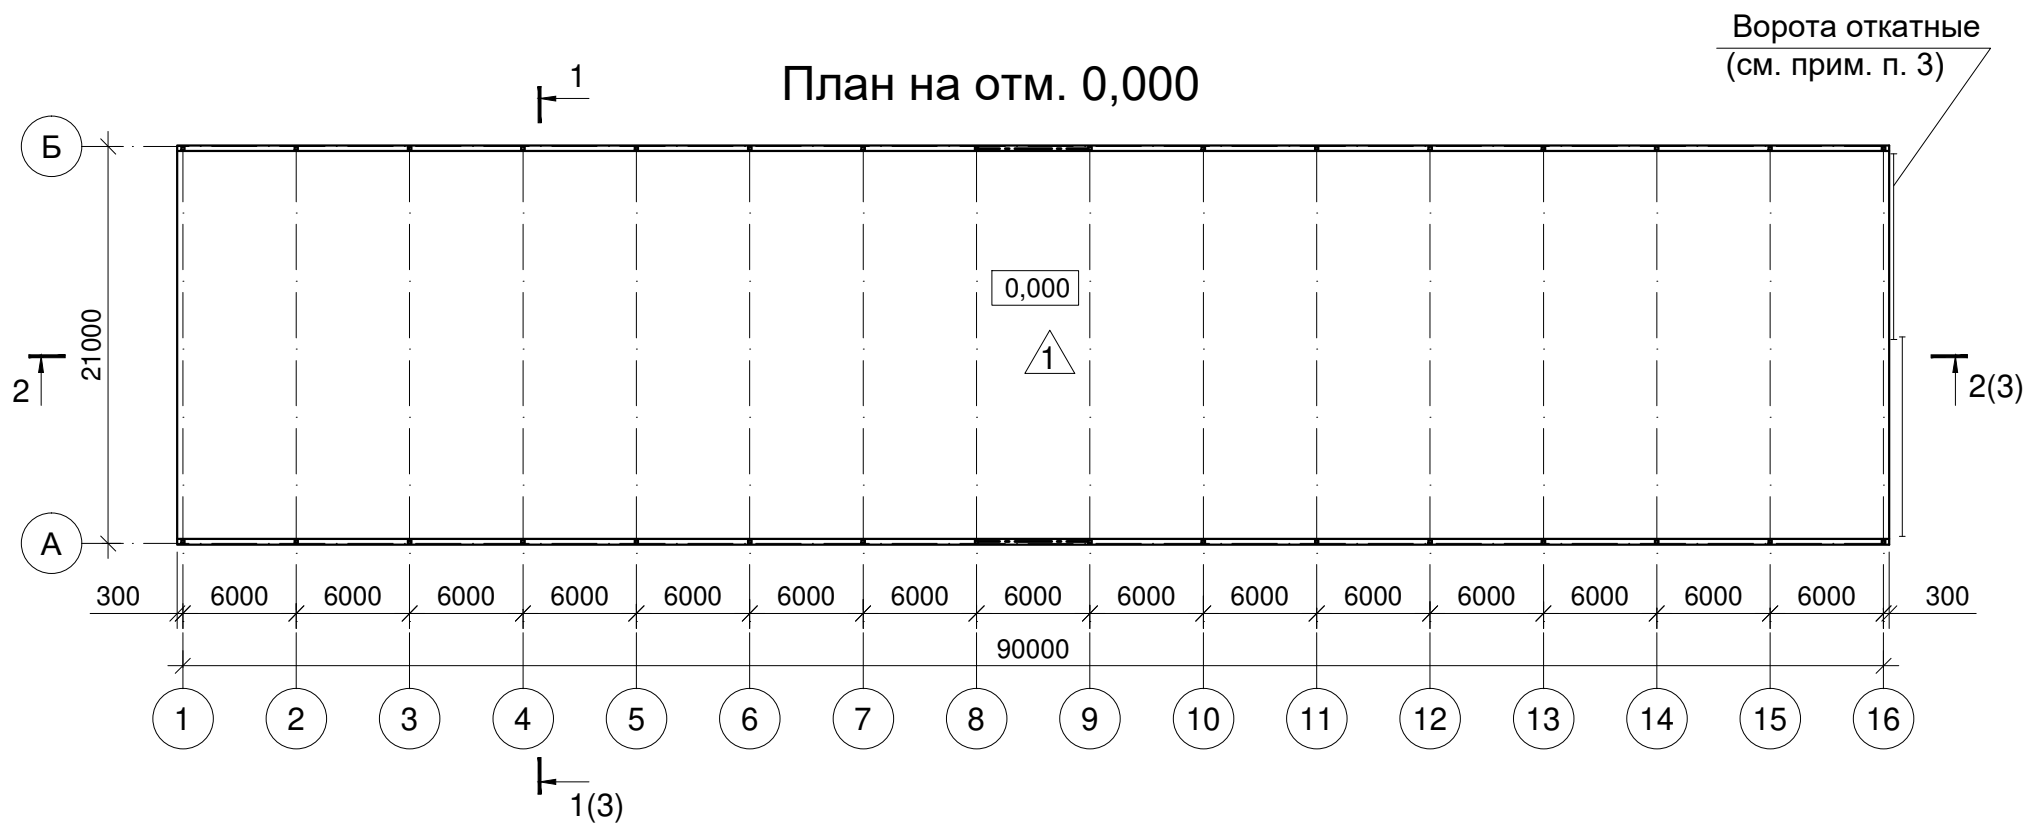 Ворота откатные
(см. прим. п. 3)
План на отм. 0,000
1
Б
0,000
1
21000
2
2(3)
А
300 6000 6000 6000 6000 6000 6000 6000 6000 6000 6000 6000 6000 6000 6000 6000 300
90000
1 2 3 4 5 6 7 8 9 10 11 12 13 14 15 16
1(3)